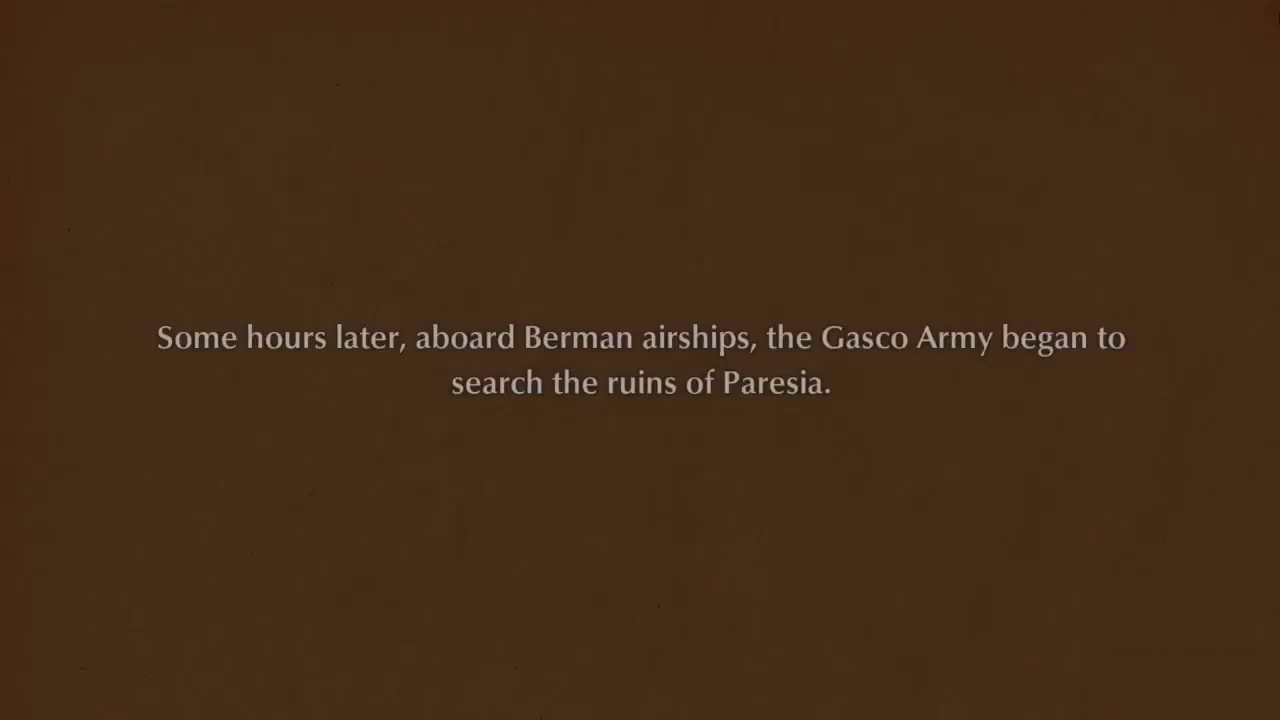 Some hours later, aboard Berman airships, the Gasco Army began to
search the ruins of Paresia.